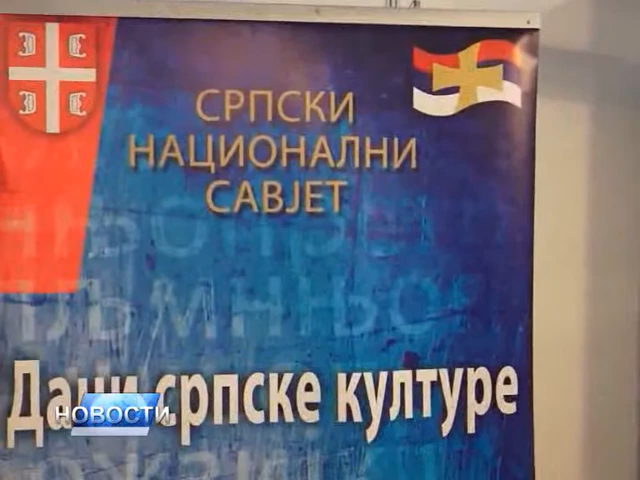 СРПСКИ
НАЦИОНАЛНИ
САВЈЕТ
Дани српске културе
НОВОСТИ